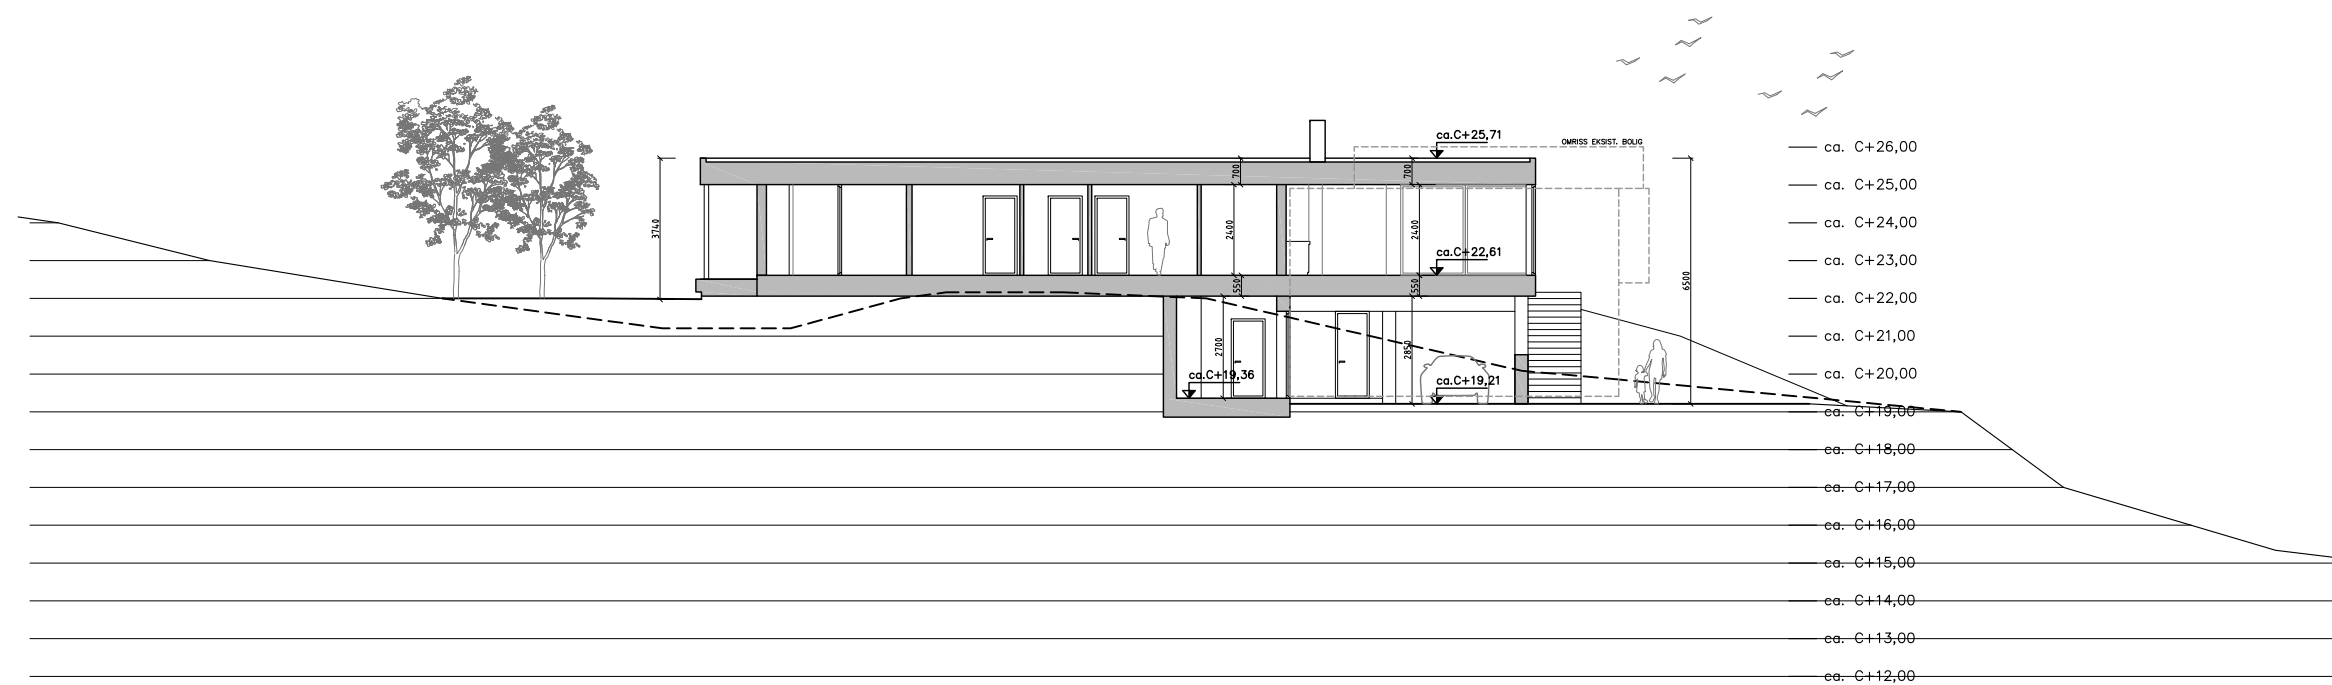 ca.C+25,71
OMRISS EKSIST. BOLIG
ca. C+26,00
ca. C+25,00
ca. C+24,00
ca. C+23,00
ca. C+22,00
ca. C+21,00
ca. C+20,00
ca. C+19,00
ca. C+18,00
ca. C+17,00
ca. C+16,00
ca. C+15,00
ca. C+14,00
ca. C+13,00
ca. C+12,00
700
700
3740
2400
2400
ca.C+22,61
6500
550
550
2700
2850
ca.C+19,36
ca.C+19,21